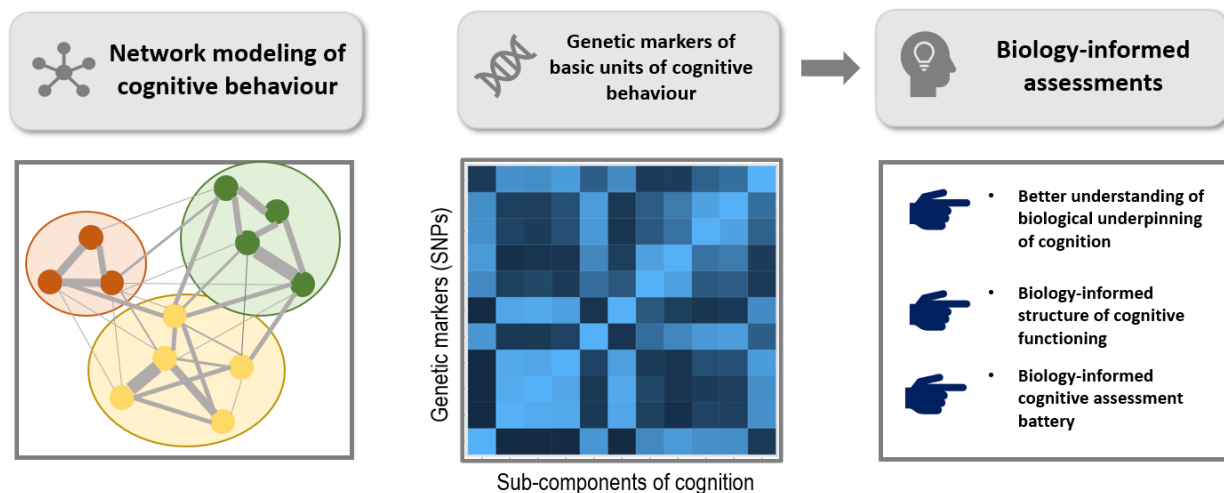 Network modeling of
cognitive behaviour
Genetic markers of
basic units of cognitive
behaviour
Biology-informed
assessments
Genetic markers (SNPs)
Sub-components of cognition
• Better understanding of
biological underpinning
of cognition
• Biology-informed
structure of cognitive
functioning
• Biology-informed
cognitive assessment
battery